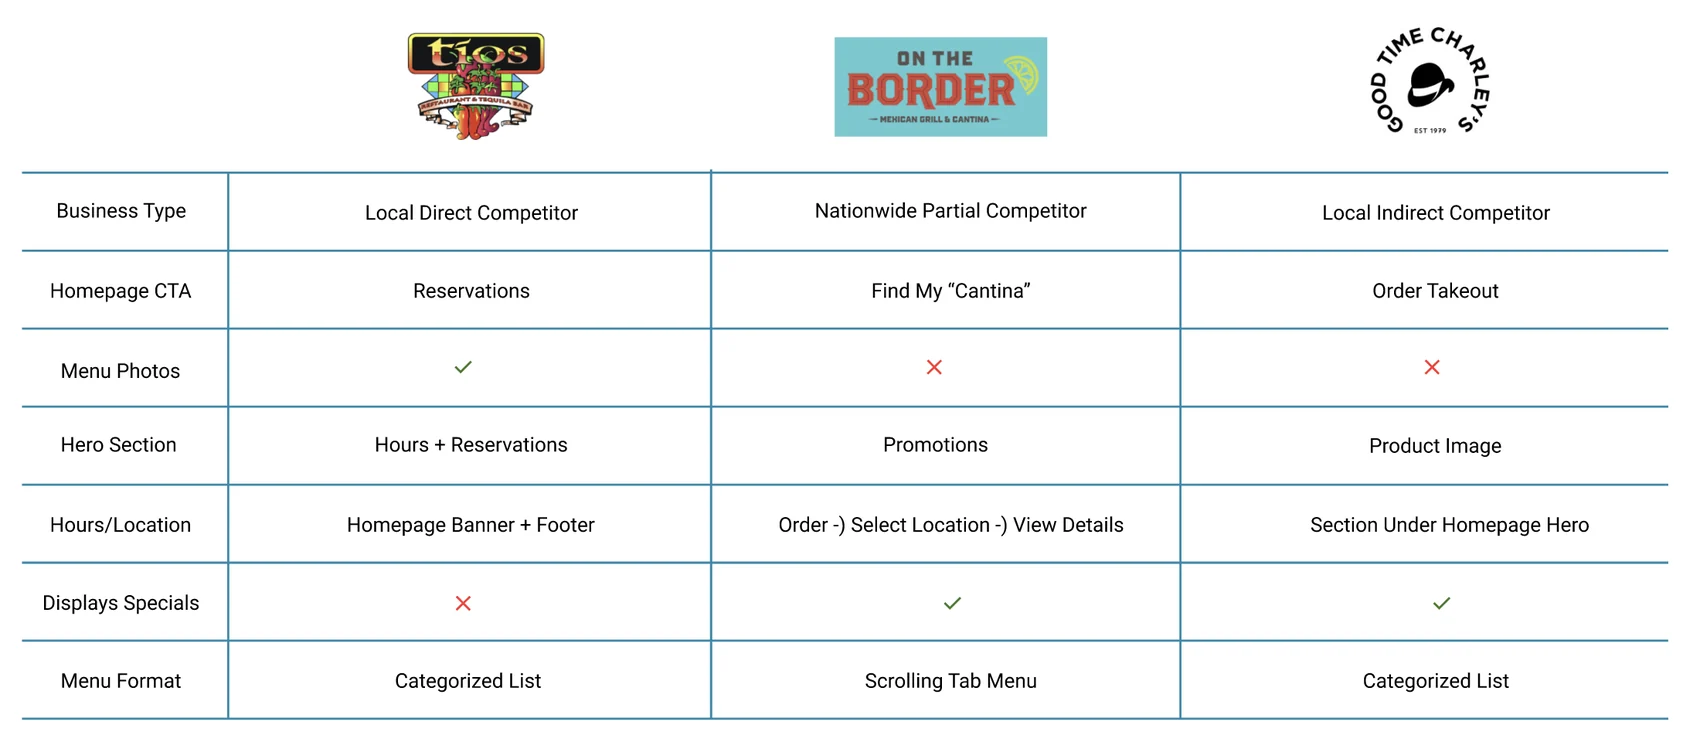 tios
RESTAURANT & TEQUILA BAR
ON THE
BORDER
MEXICAN GRILL & CANTINA
GOOD TIME CHARLEY'S
EST 1979
Business Type
Local Direct Competitor
Nationwide Partial Competitor
Local Indirect Competitor
Homepage CTA
Reservations
Find My “Cantina”
Order Takeout
Menu Photos
Hero Section
Hours + Reservations
Promotions
Product Image
Hours/Location
Homepage Banner + Footer
Order -) Select Location -) View Details
Section Under Homepage Hero
Displays Specials
Menu Format
Categorized List
Scrolling Tab Menu
Categorized List